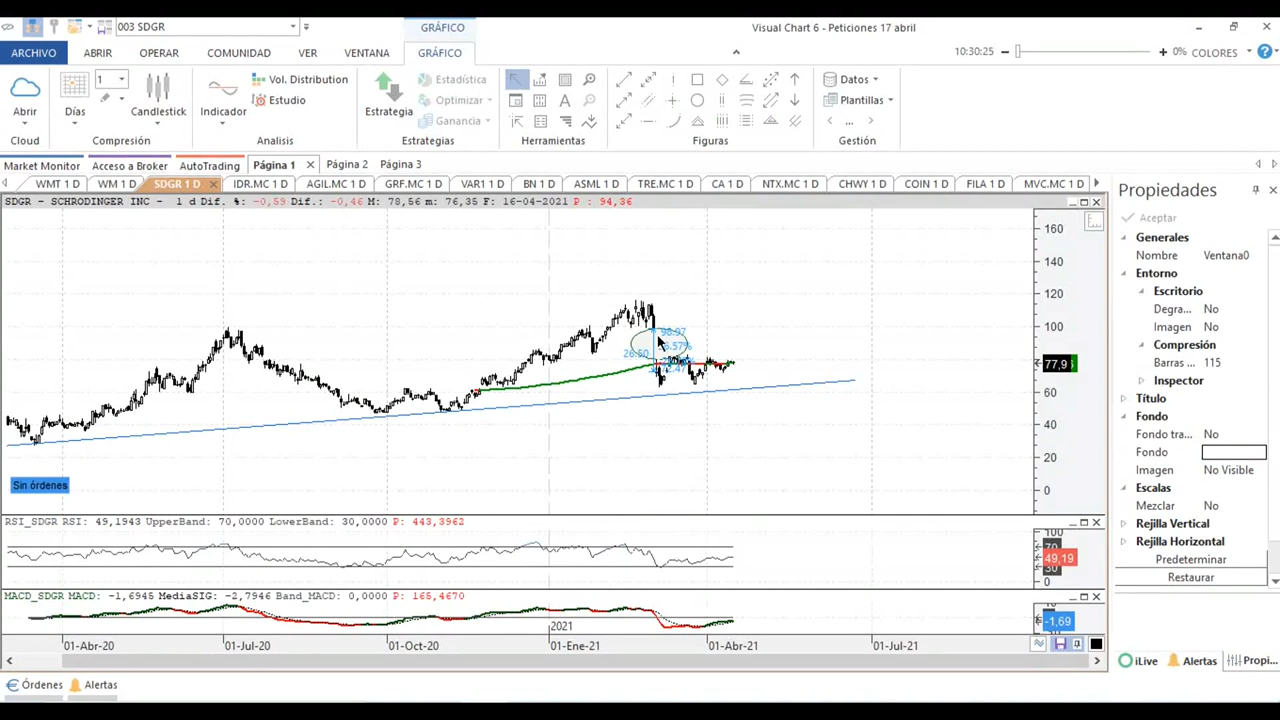 003 SDGR
GRÁFICO
Visual Chart 6 - Peticiones 17 abril
ARCHIVO ABRIR OPERAR COMUNIDAD VER VENTANA GRÁFICO
10:30:25 0% COLORES
Abrir
Cloud
1
Días
Candlestick
Compresión
Indicador
Vol. Distribution
Estudio
Analisis
Estrategia
Estadística
Optimizar
Ganancia
Estrategias
Herramientas
Figuras
Datos
Plantillas
...
Gestión
Market Monitor Acceso a Broker AutoTrading Página 1 Página 2 Página 3
WMT 1 D WM 1 D SDGR 1 D IDR.MC 1 D AGIL.MC 1 D GRF.MC 1 D VAR1 1 D BN 1 D ASML 1 D TRE.MC 1 D CA 1 D NTX.MC 1 D CHWY 1 D COIN 1 D FILA 1 D MVC.MC 1 D
SDGR - SCHRODINGER INC - 1 d Dif. %: -0,59 Dif.: -0,46 M: 78,56 m: 76,35 F: 16-04-2021 P : 94,36
160
140
120
100
80
77,9
60
40
20
0
98.97
26.50
72.47
Sin órdenes
RSI_SDGR RSI: 49,1943 UpperBand: 70,0000 LowerBand: 30,0000 P: 443,3962
100
70
49,19
30
0
MACD_SDGR MACD: -1,6945 MediaSIG: -2,7946 Band_MACD: 0,0000 P: 165,4670
-1,69
2021
01-Abr-20 01-Jul-20 01-Oct-20 01-Ene-21 01-Abr-21 01-Jul-21
Propiedades
Aceptar
Generales
Nombre Ventana0
Entorno
Escritorio
Degra... No
Imagen No
Compresión
Barras ... 115
Inspector
Título
Fondo
Fondo tra... No
Fondo
Imagen No Visible
Escalas
Mezclar No
Rejilla Vertical
Rejilla Horizontal
Predeterminar
Restaurar
iLive Alertas Propi...
Órdenes Alertas